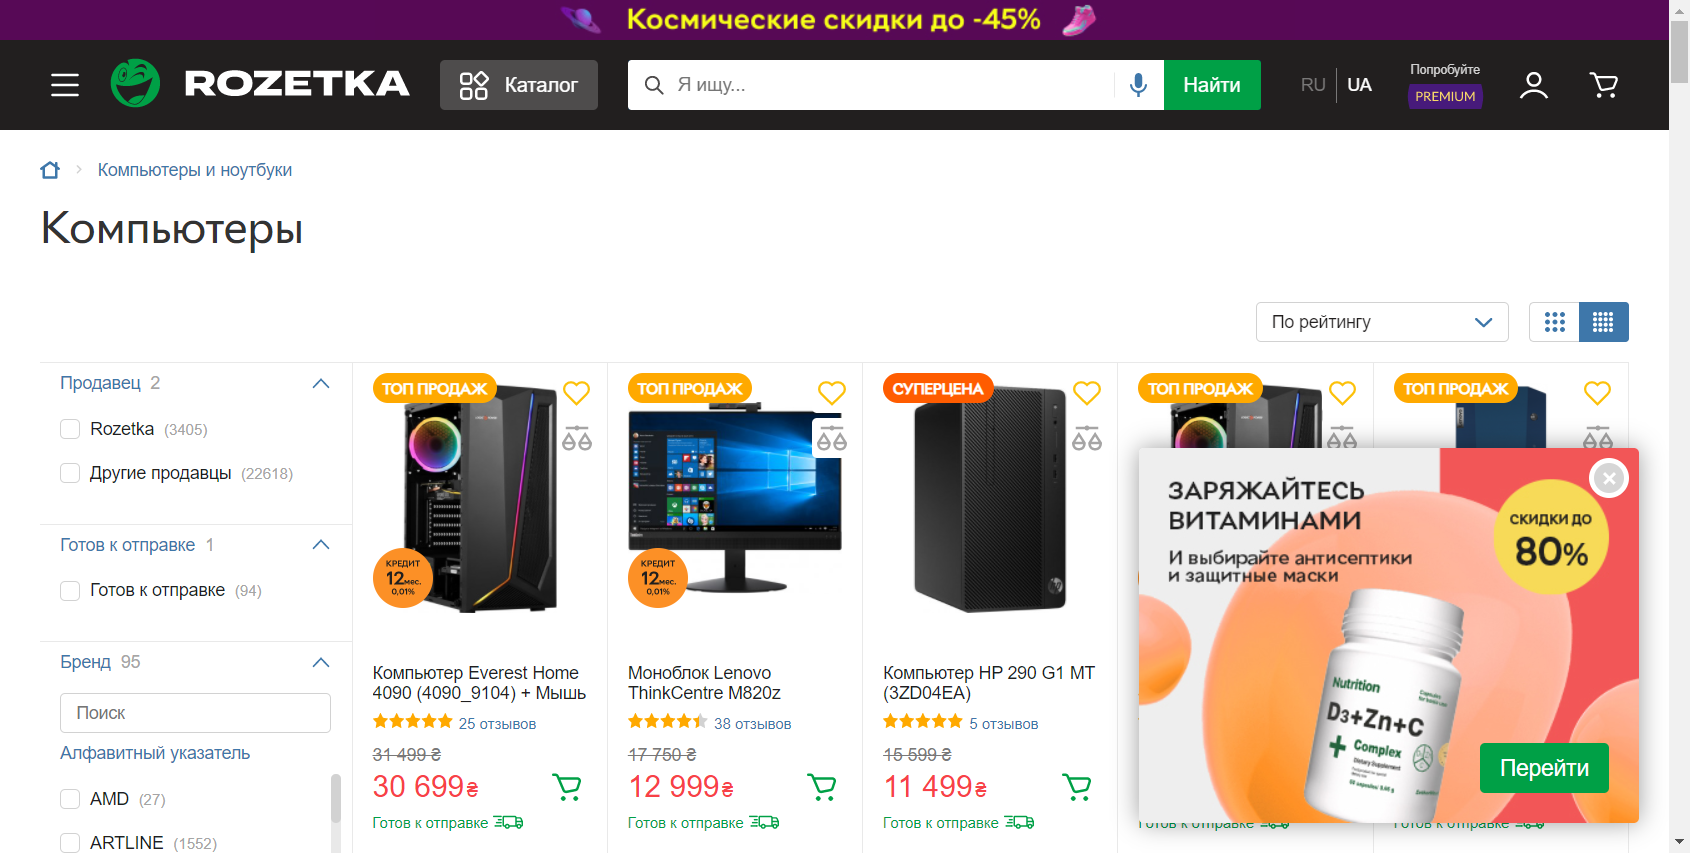 Космические скидки до -45%
ROZETKA
Каталог
Я ищу...
Найти
RU
UA
Попробуйте
PREMIUM
Компьютеры и ноутбуки
Компьютеры
По рейтингу
Продавец 2
Rozetka (3405)
Другие продавцы (22618)
Готов к отправке 1
Готов к отправке (94)
Бренд 95
Поиск
Алфавитный указатель
AMD (27)
ARTLINE (1552)
ТОП ПРОДАЖ
КРЕДИТ
12мес.
0,01%
Компьютер Everest Home
4090 (4090_9104) + Мышь
25 отзывов
31 499 ₴
30 699₴
Готов к отправке
ТОП ПРОДАЖ
КРЕДИТ
12мес.
0,01%
Моноблок Lenovo
ThinkCentre M820z
38 отзывов
17 750 ₴
12 999₴
Готов к отправке
СУПЕРЦЕНА
Компьютер HP 290 G1 MT
(3ZD04EA)
5 отзывов
15 599 ₴
11 499₴
Готов к отправке
ТОП ПРОДАЖ
Готов к отправке
ТОП ПРОДАЖ
Готов к отправке
ЗАРЯЖАЙТЕСЬ
ВИТАМИНАМИ
И выбирайте антисептики
и защитные маски
СКИДКИ ДО
80%
Nutrition
D3+Zn+C
Complex
Dietary Supplement
Перейти